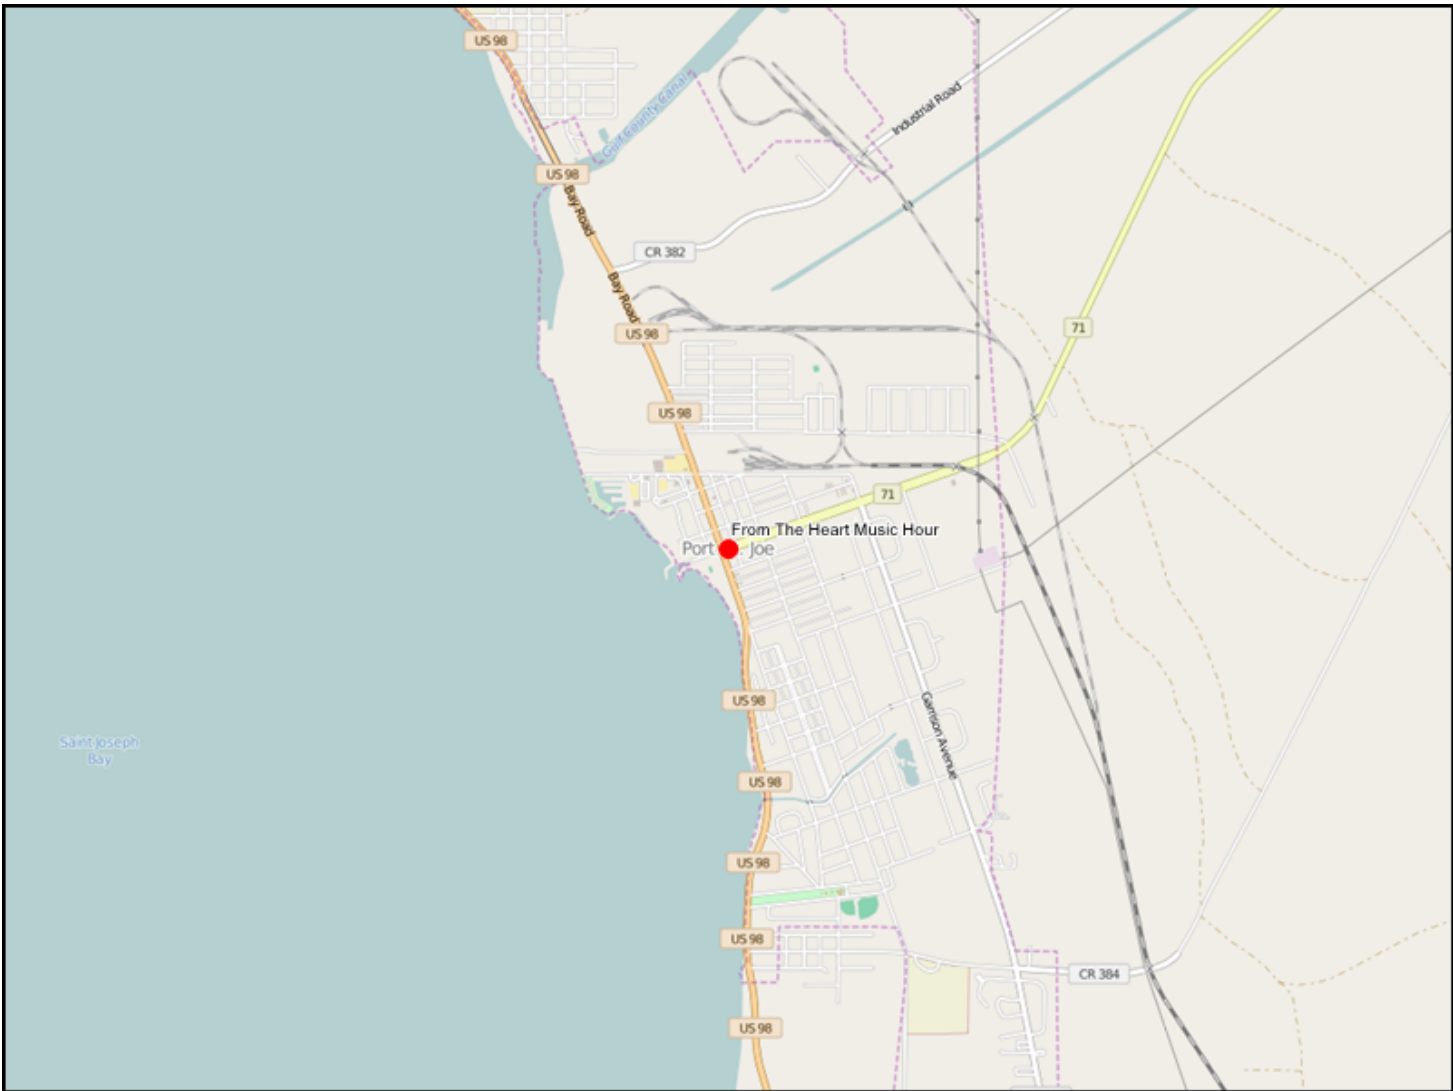 US 98
Gulf County Canal
Industrial Road
US 98
Bay Road
CR 382
Bay Road
71
US 98
US 98
71
From The Heart Music Hour
Port Joe
US 98
Garrison Avenue
Saint Joseph
Bay
US 98
US 98
US 98
CR 384
US 98